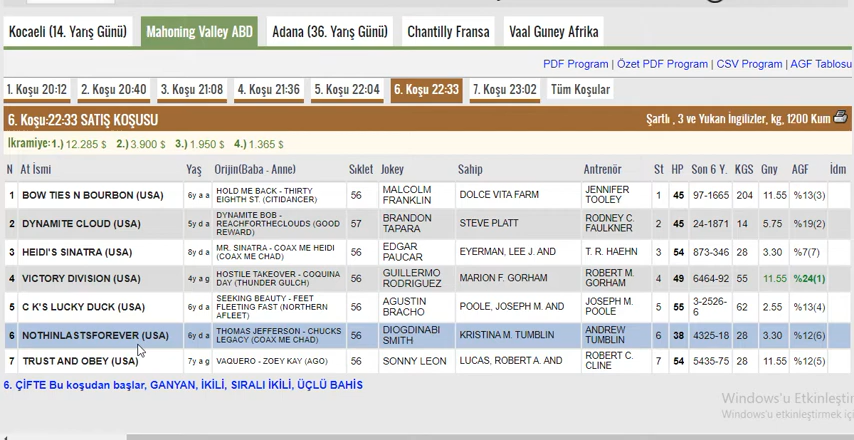 Kocaeli (14. Yarış Günü) Mahoning Valley ABD Adana (36. Yarış Günü) Chantilly Fransa Vaal Guney Afrika
PDF Program | Özet PDF Program | CSV Program | AGF Tablosu
1. Koşu 20:12 2. Koşu 20:40 3. Koşu 21:08 4. Koşu 21:36 5. Koşu 22:04 6. Koşu 22:33 7. Koşu 23:02 Tüm Koşular
6. Koşu:22:33 SATIŞ KOŞUSU Şartlı , 3 ve Yukarı İngilizler, kg, 1200 Kum
Ikramiye:1.) 12.285 $ 2.) 3.900 $ 3.) 1.950 $ 4.) 1.365 $
N At İsmi Yaş Orijin(Baba - Anne) Sıklet Jokey Sahip Antrenör St HP Son 6 Y. KGS Gny AGF İdm
1 BOW TIES N BOURBON (USA) 6y d a HOLD ME BACK - THIRTY EIGHTH ST. (CITIDANCER) 56 MALCOLM FRANKLIN DOLCE VITA FARM JENNIFER TOOLEY 1 45 97-1665 204 11.55 %13(3)
2 DYNAMITE CLOUD (USA) 5y d a DYNAMITE BOB - REACHFORTHECLOUDS (GOOD REWARD) 57 BRANDON TAPARA STEVE PLATT RODNEY C. FAULKNER 2 45 24-1871 14 5.75 %19(2)
3 HEIDI'S SINATRA (USA) 8y d a MR. SINATRA - COAX ME HEIDI (COAX ME CHAD) 56 EDGAR PAUCAR EYERMAN, LEE J. AND T. R. HAEHN 3 54 873-346 28 3.30 %7(7)
4 VICTORY DIVISION (USA) 4y a g HOSTILE TAKEOVER - COQUINA DAY (THUNDER GULCH) 56 GUILLERMO RODRIGUEZ MARION F. GORHAM ROBERT M. GORHAM 4 49 6464-92 55 11.55 %24(1)
5 C K'S LUCKY DUCK (USA) 6y d a SEEKING BEAUTY - FEET FLEETING FAST (NORTHERN AFLEET) 56 AGUSTIN BRACHO POOLE, JOSEPH M. AND JOSEPH M. POOLE 5 55 3-2526-6 62 2.55 %13(4)
6 NOTHINLASTSFOREVER (USA) 6y d a THOMAS JEFFERSON - CHUCKS LEGACY (COAX ME CHAD) 56 DIOGDINABI SMITH KRISTINA M. TUMBLIN ANDREW TUMBLIN 6 38 4325-18 28 3.30 %12(6)
7 TRUST AND OBEY (USA) 7y a g VAQUERO - ZOEY KAY (AGO) 56 SONNY LEON LUCAS, ROBERT A. AND ROBERT C. CLINE 7 54 5435-75 28 11.55 %12(5)
6. ÇİFTE Bu koşudan başlar, GANYAN, İKİLİ, SIRALI İKİLİ, ÜÇLÜ BAHİS
Windows'u Etkinleştir
Windows'u etkinleştirmek iç